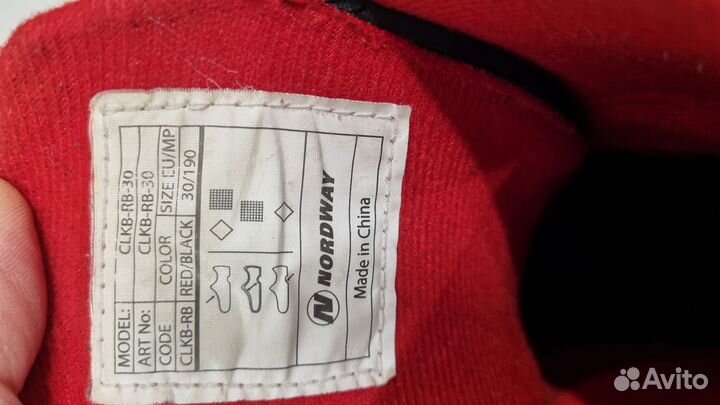 MODEL: CLKB-RB-30
ART No: CLKB-RB-30
CODE COLOR SIZE EU/MP
CLKB-RB RED/BLACK 30/190
N NORDWAY
Made in China
Avito